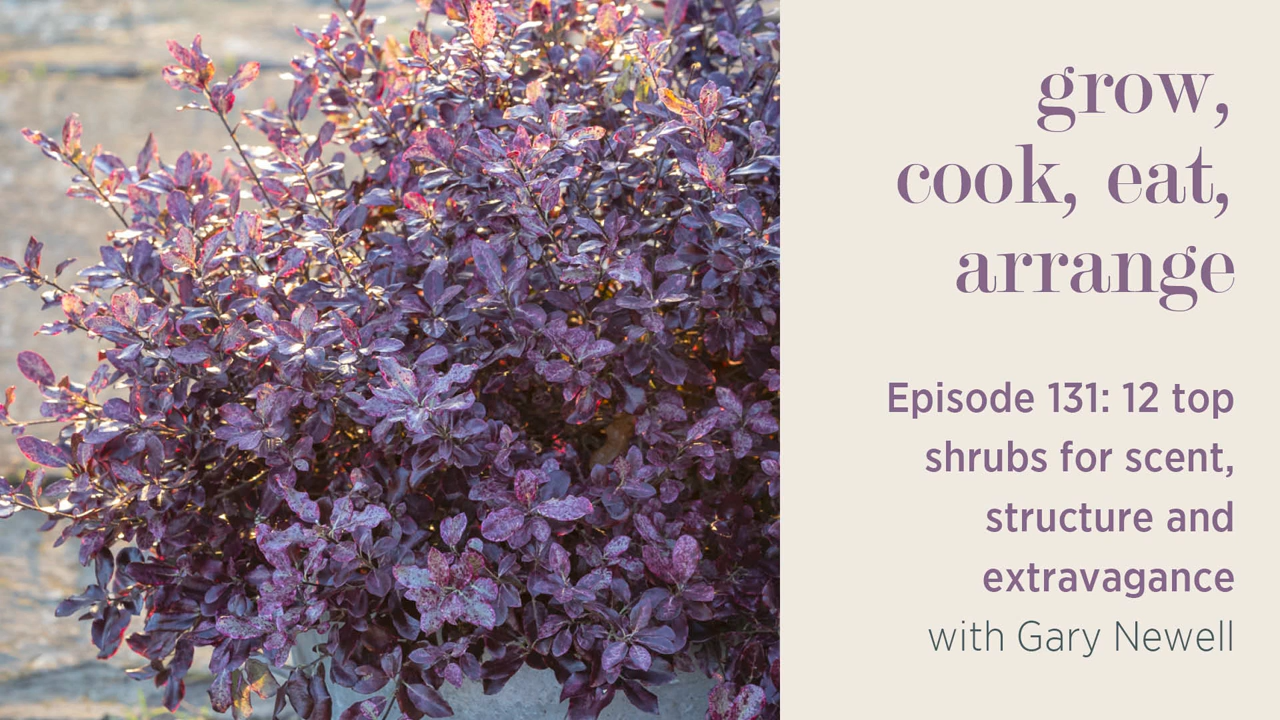 grow,
cook, eat,
arrange
Episode 131: 12 top
shrubs for scent,
structure and
extravagance
with Gary Newell